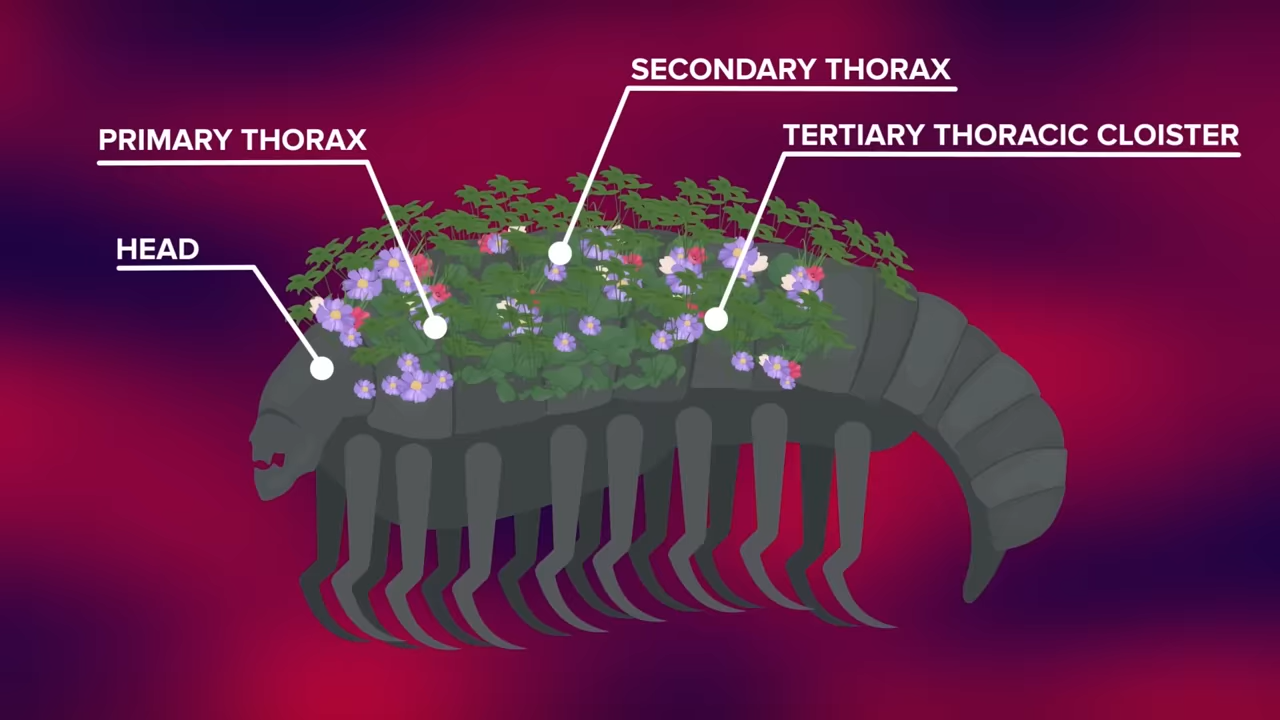 SECONDARY THORAX
PRIMARY THORAX
TERTIARY THORACIC CLOISTER
HEAD